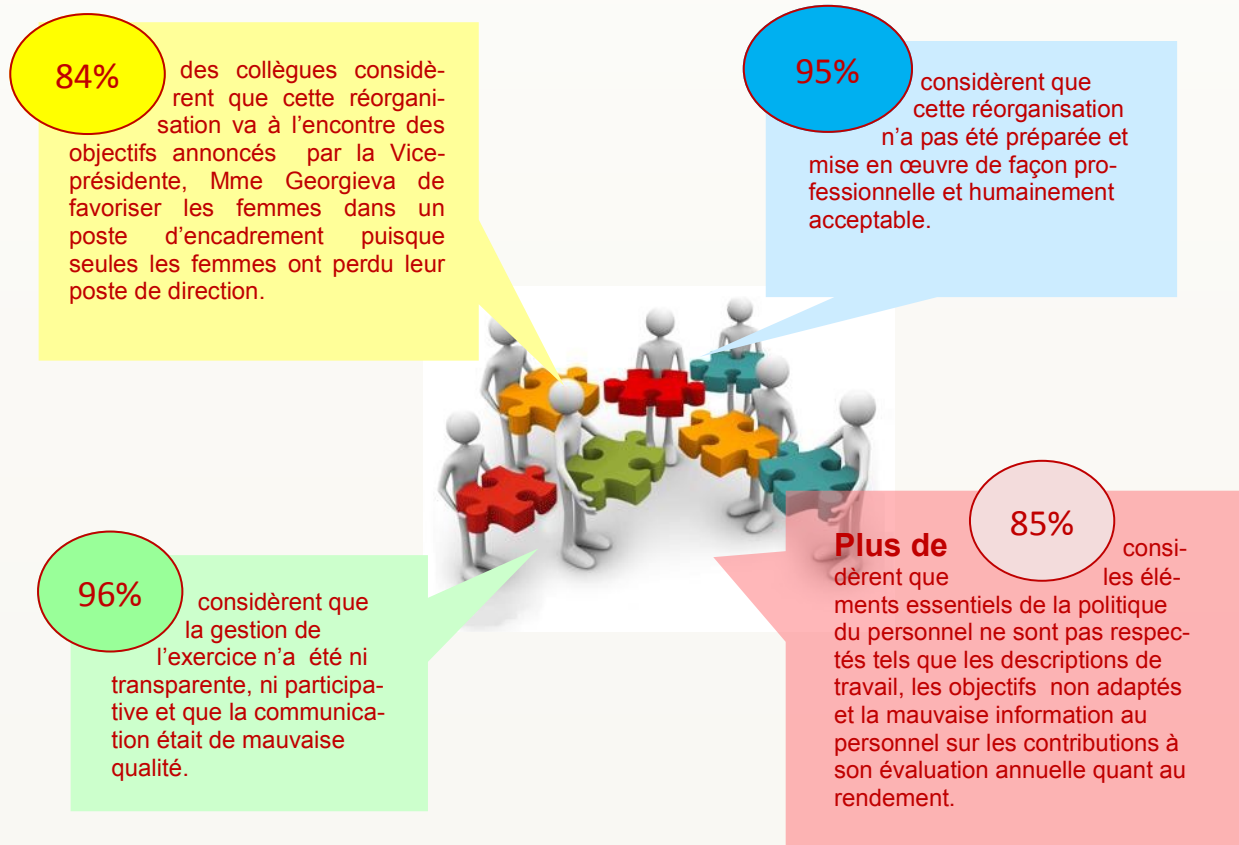 84%
des collègues considè-
rent que cette réorgani-
sation va à l’encontre des
objectifs annoncés par la Vice-
présidente, Mme Georgieva de
favoriser les femmes dans un
poste d’encadrement puisque
seules les femmes ont perdu leur
poste de direction.
95%
considèrent que
cette réorganisation
n’a pas été préparée et
mise en œuvre de façon pro-
fessionnelle et humainement
acceptable.
96%
considèrent que
la gestion de
l’exercice n’a été ni
transparente, ni participa-
tive et que la communica-
tion était de mauvaise
qualité.
Plus de 85% consi-
dèrent que les élé-
ments essentiels de la politique
du personnel ne sont pas respec-
tés tels que les descriptions de
travail, les objectifs non adaptés
et la mauvaise information au
personnel sur les contributions à
son évaluation annuelle quant au
rendement.